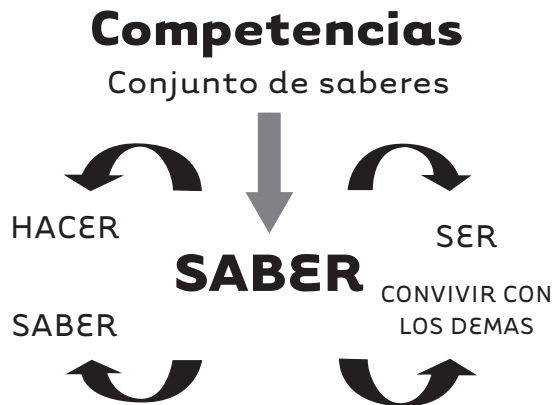 Competencias
Conjunto de saberes
HACER
SER
SABER
CONVIVIR CON
LOS DEMAS
SABER